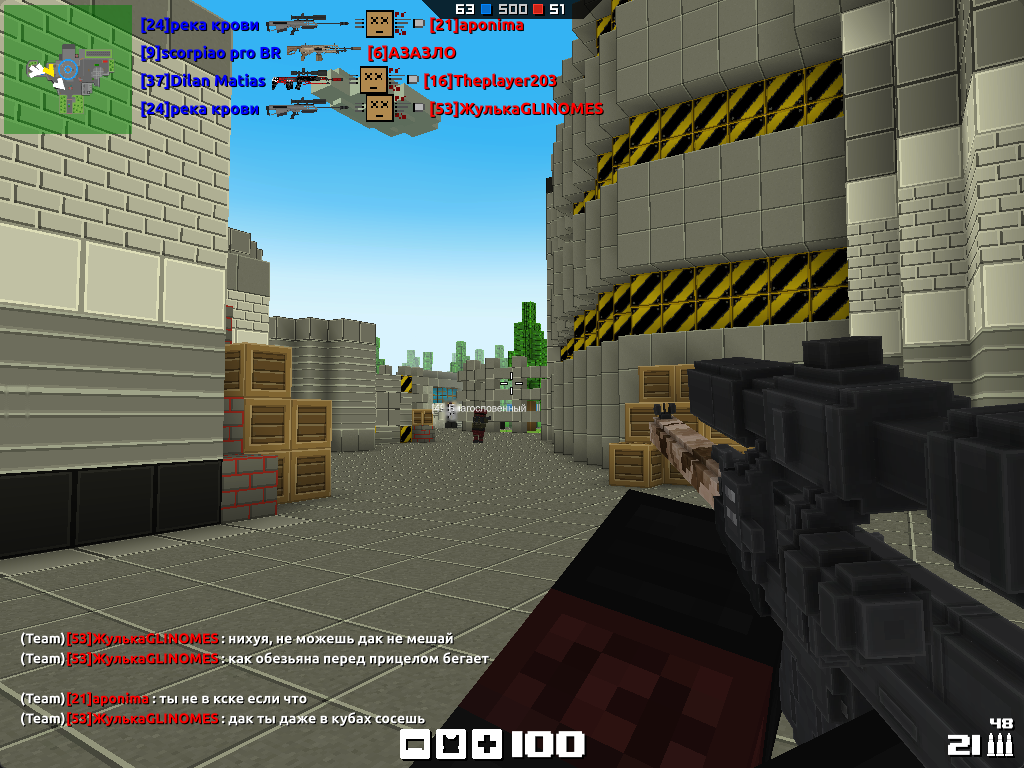 63 500 51
[24]река крови [21]aponima
[9]scorpiao pro BR [6]АЗАЗЛО
[37]Dilan Matias [16]Theplayer203
[24]река крови [53]ЖулькаGLINOMES
Благословенный
(Team)[53]ЖулькаGLINOMES: нихуя, не можешь дак не мешай
(Team)[53]ЖулькаGLINOMES: как обезьяна перед прицелом бегает
(Team)[21]aponima: ты не в кске если что
(Team)[53]ЖулькаGLINOMES: дак ты даже в кубах сосешь
100
48
21